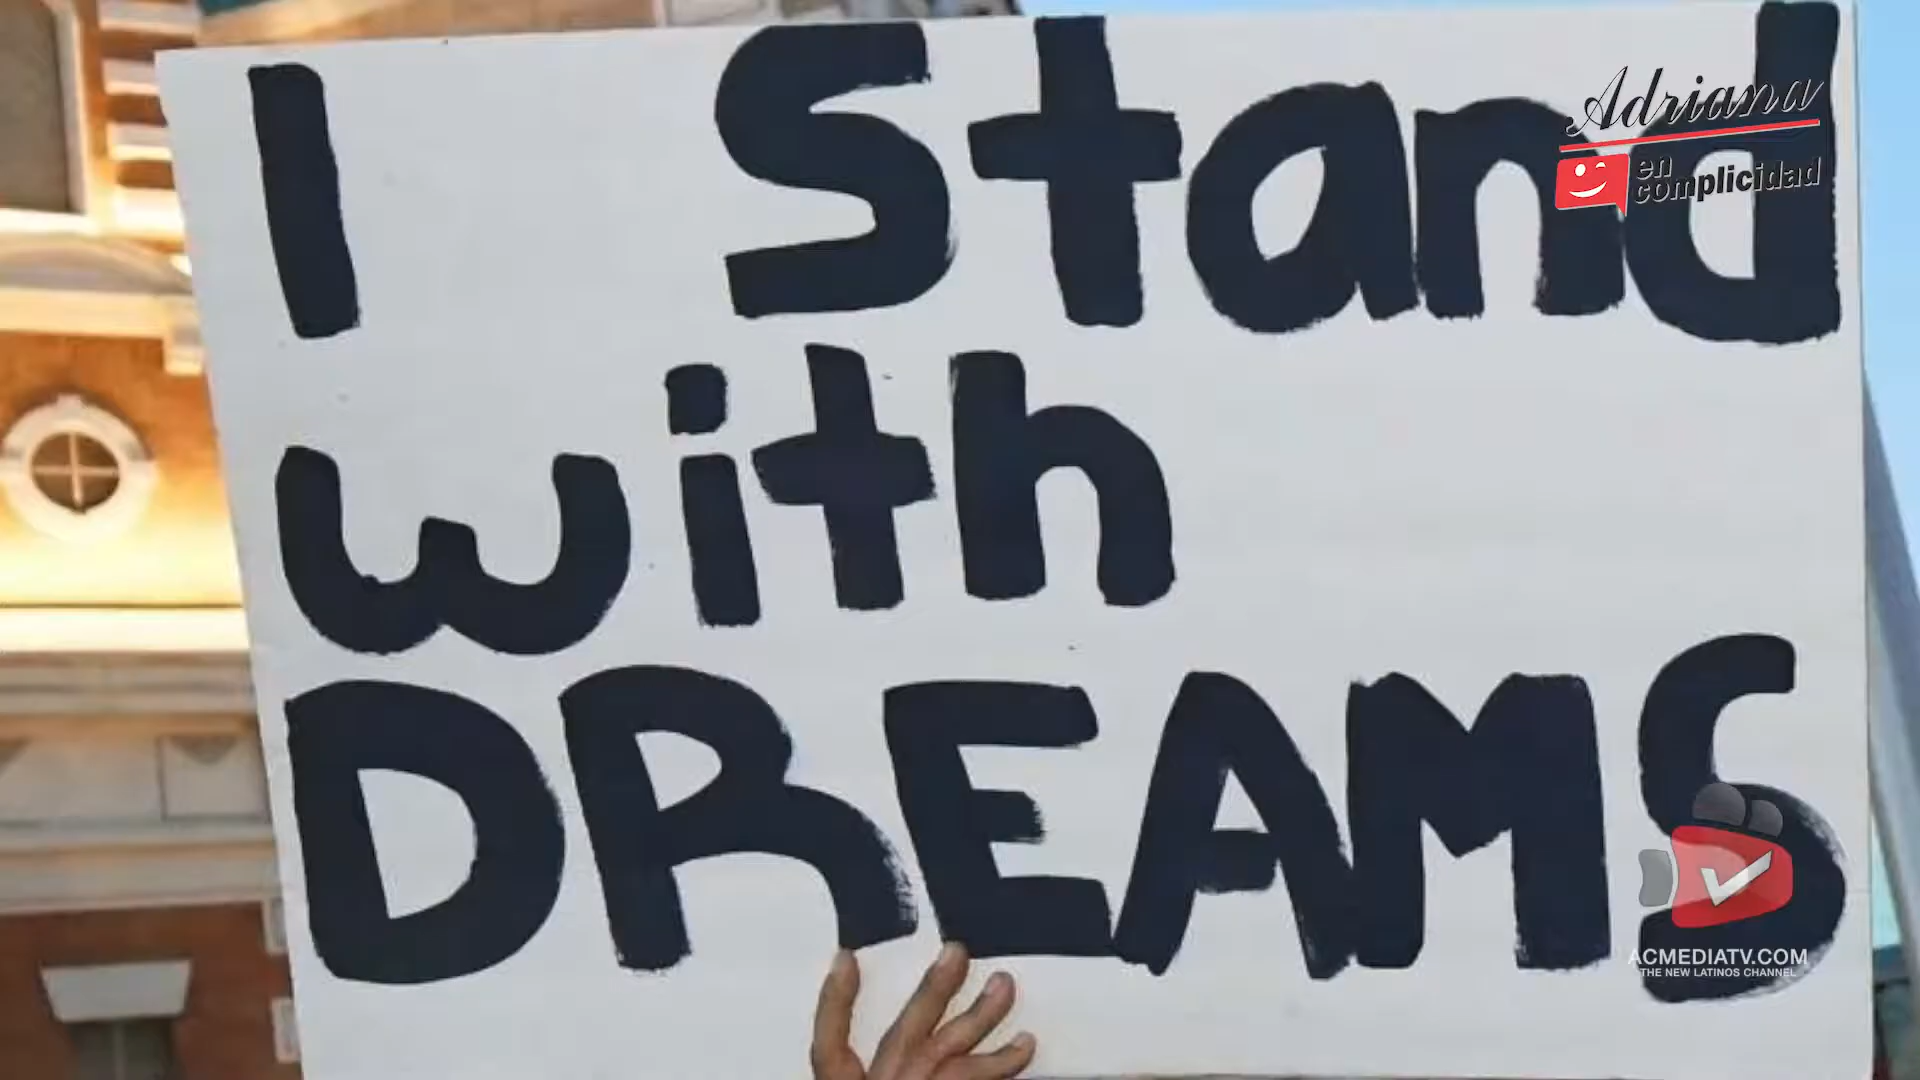 I Stand
with
DREAMS
Adriana
en
complicidad
ACMEDIATV.COM
THE NEW LATINOS CHANNEL